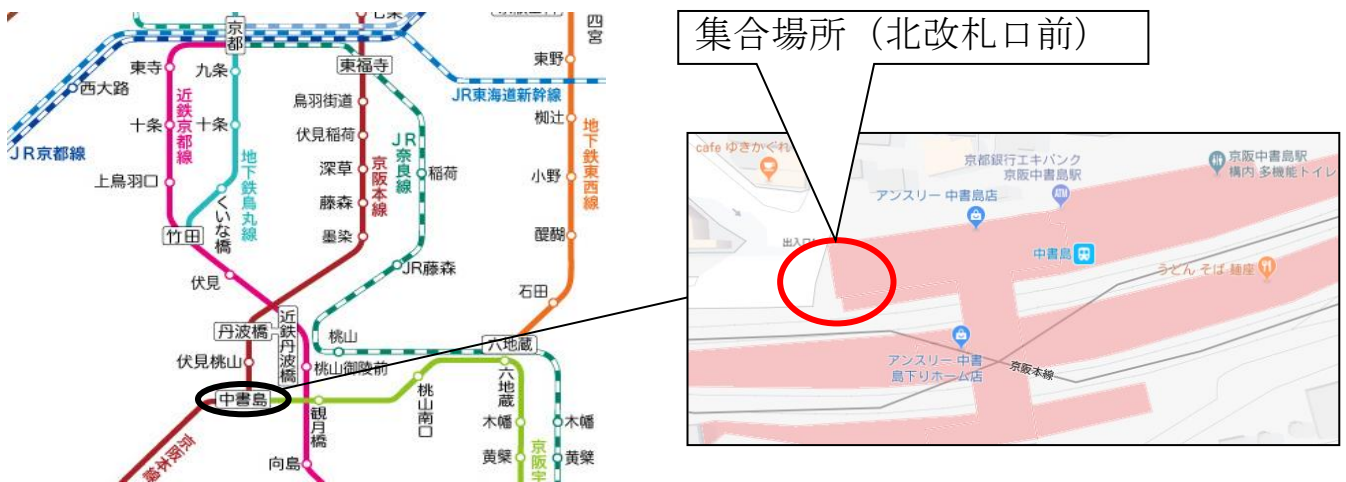 四宮
京都
東福寺
東寺
九条
東野
西大路
JR東海道新幹線
鳥羽街道
近鉄京都線
十条
十条
椥辻
伏見稲荷
JR奈良線
地下鉄東西線
JR京都線
地下鉄烏丸線
深草
京阪本線
稲荷
上鳥羽口
小野
藤森
くいな橋
竹田
墨染
醍醐
JR藤森
伏見
石田
近鉄丹波橋
丹波橋
桃山
六地蔵
伏見桃山
桃山御陵前
六地蔵
中書島
観月橋
桃山南口
木幡
木幡
京阪本線
向島
黄檗
京阪宇
黄檗
集合場所（北改札口前）
cafe ゆきかぐれ
京都銀行エキバンク
京阪中書島駅
ATM
京阪中書島駅
構内 多機能トイレ
アンスリー 中書島店
出入口
中書島
うどん そば 麺座
アンスリー 中書
島下りホーム店
京阪本線